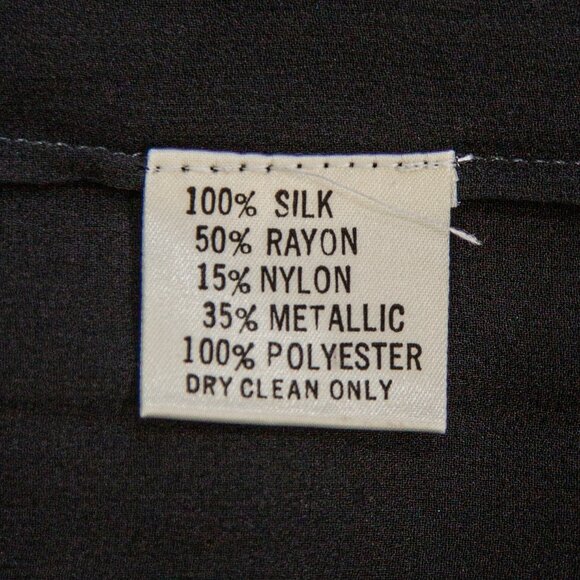 100% SILK
50% RAYON
15% NYLON
35% METALLIC
100% POLYESTER
DRY CLEAN ONLY